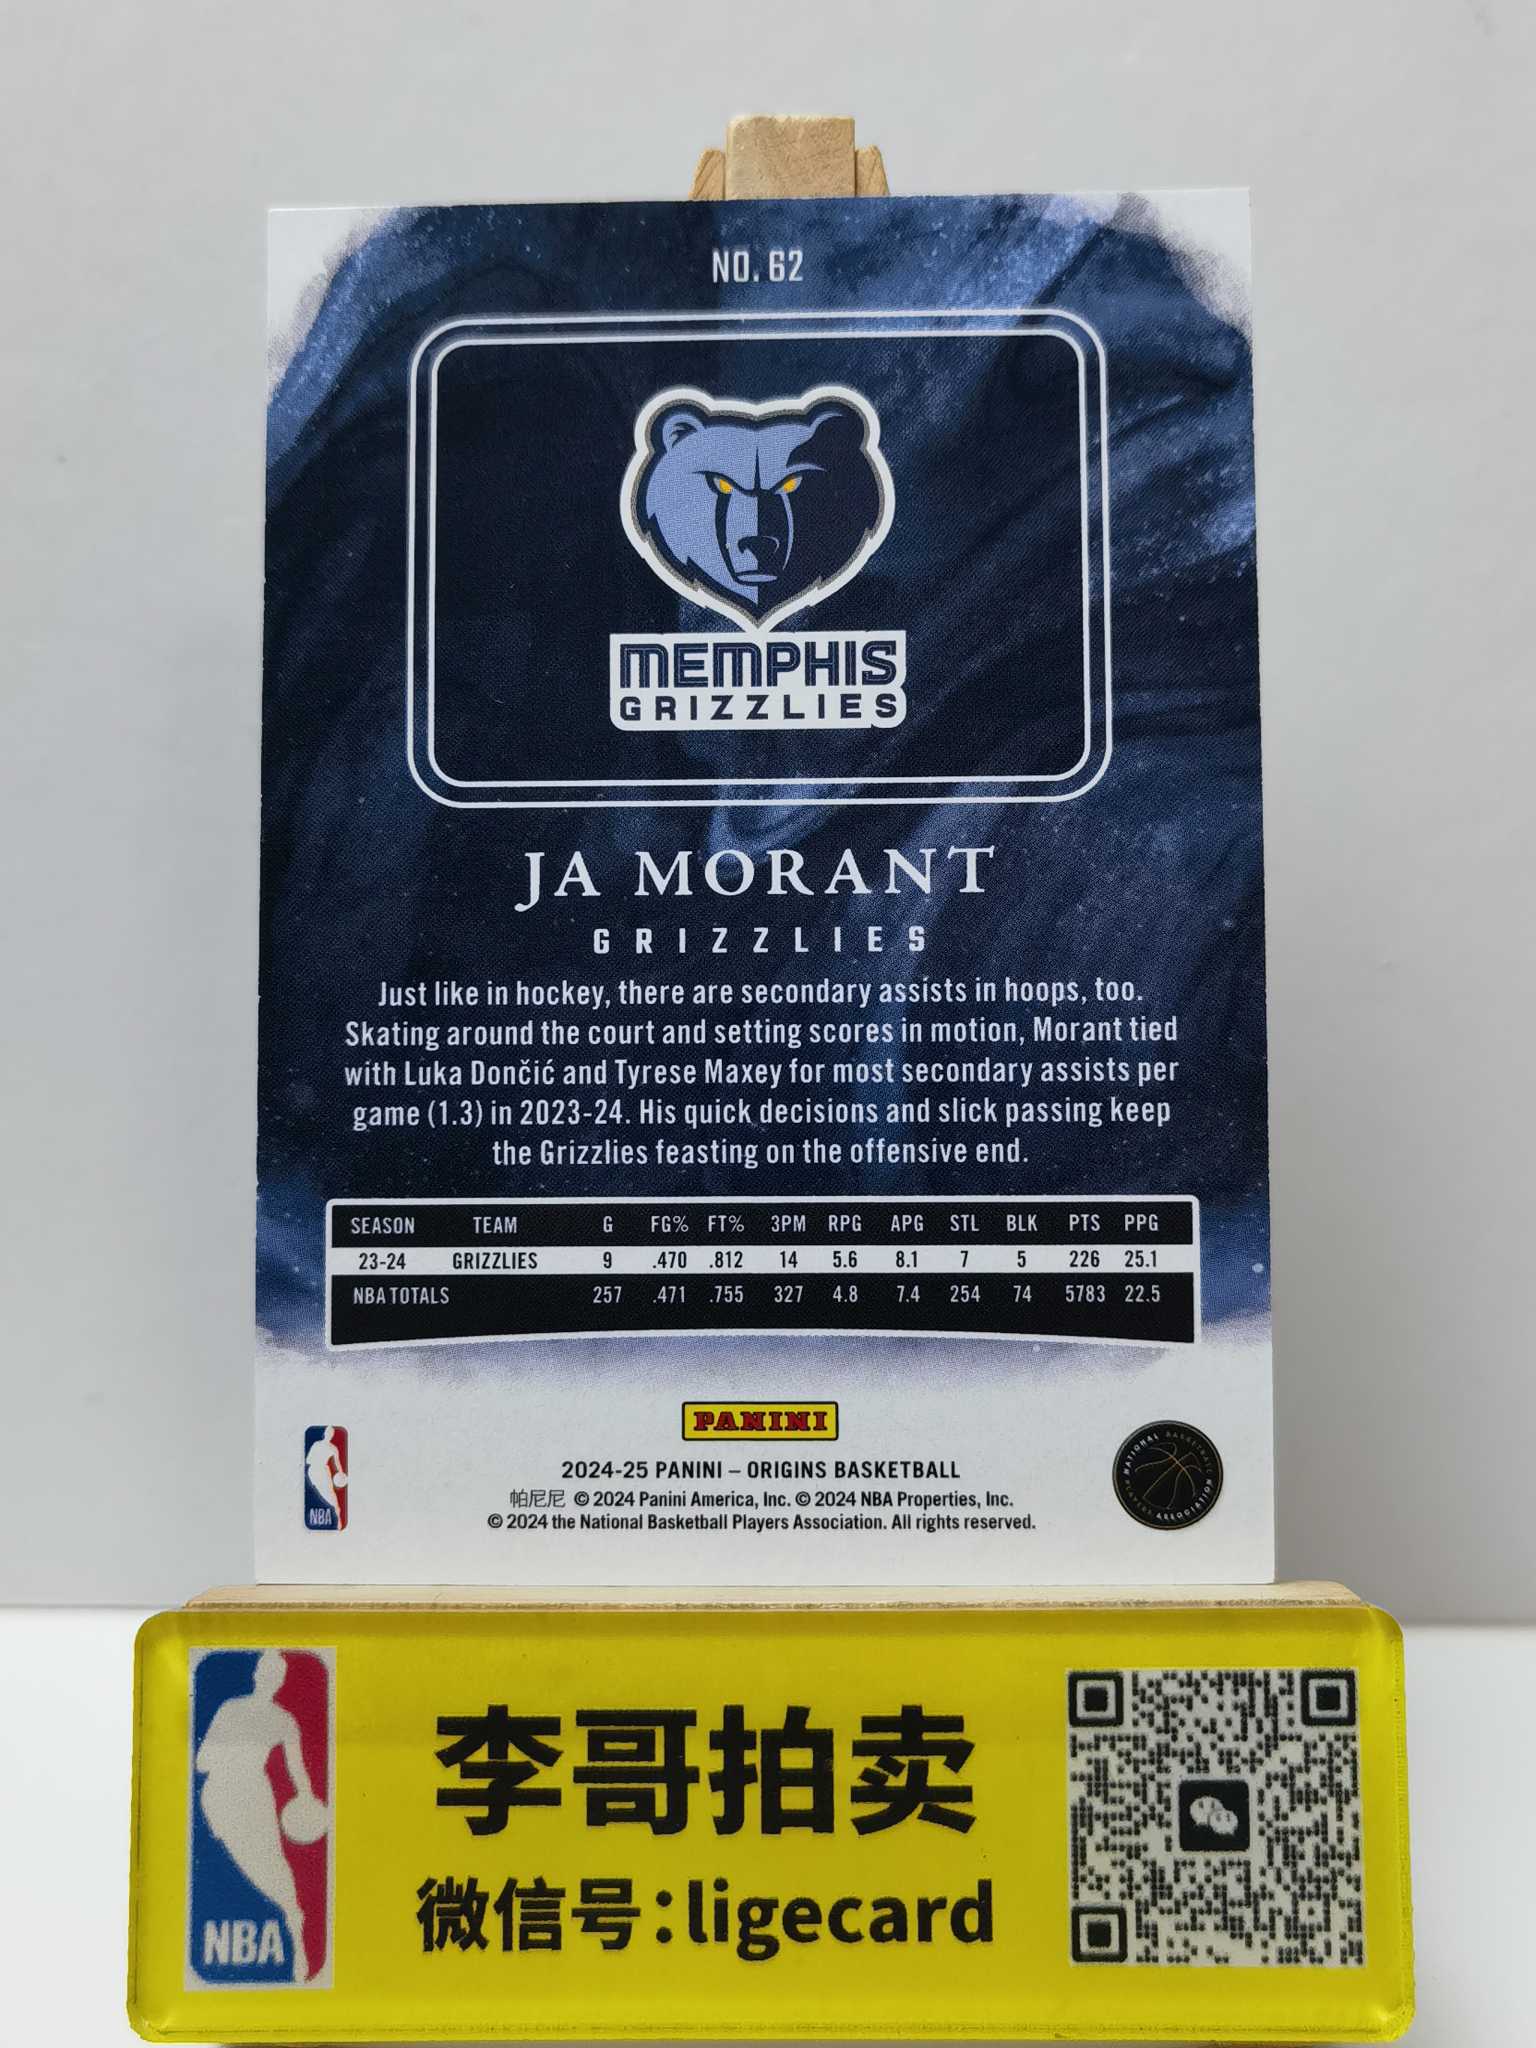 NO. 62
MEMPHIS
GRIZZLIES
JA MORANT
GRIZZLIES
Just like in hockey, there are secondary assists in hoops, too.
Skating around the court and setting scores in motion, Morant tied
with Luka Dončić and Tyrese Maxey for most secondary assists per
game (1.3) in 2023-24. His quick decisions and slick passing keep
the Grizzlies feasting on the offensive end.
SEASON TEAM G FG% FT% 3PM RPG APG STL BLK PTS PPG
23-24 GRIZZLIES 9 .470 .812 14 5.6 8.1 7 5 226 25.1
NBA TOTALS 257 .471 .755 327 4.8 7.4 254 74 5783 22.5
PANINI
NBA
2024-25 PANINI – ORIGINS BASKETBALL
帕尼尼 © 2024 Panini America, Inc. © 2024 NBA Properties, Inc.
© 2024 the National Basketball Players Association. All rights reserved.
NATIONAL BASKETBALL
PLAYERS ASSOCIATION
NBA
李哥拍卖
微信号:ligecard